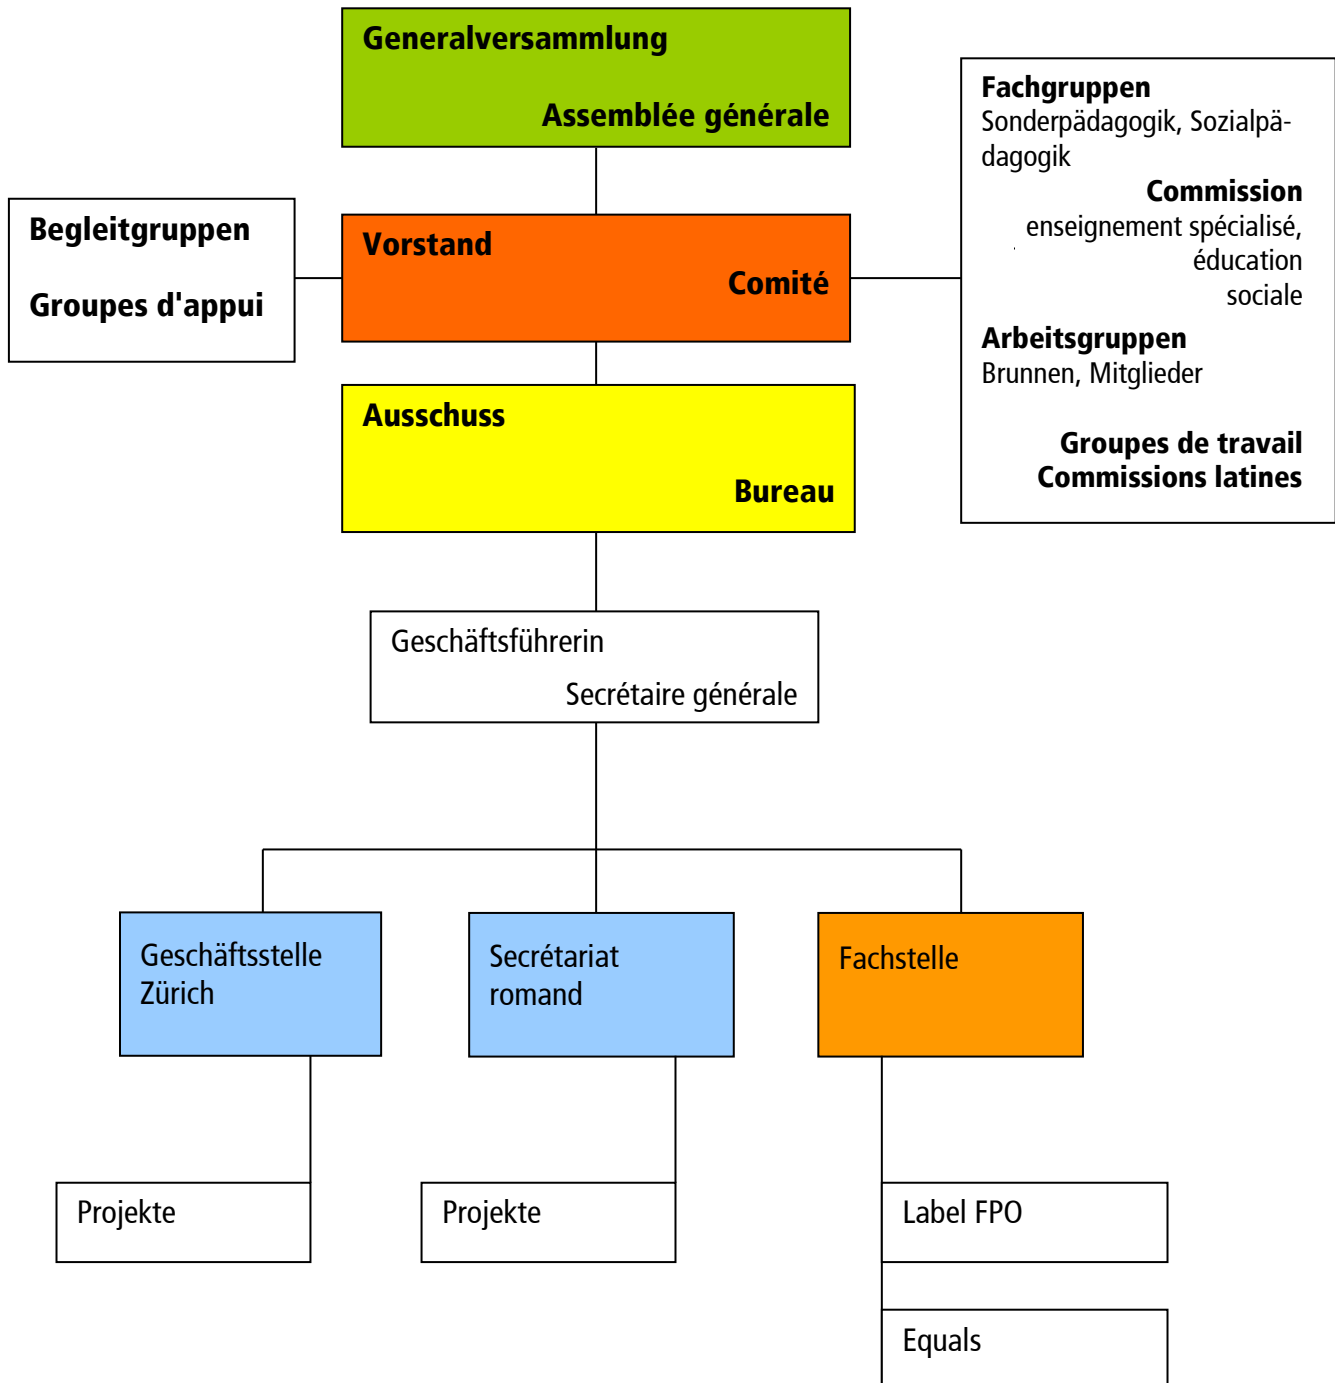 Generalversammlung
Assemblée générale
Fachgruppen
Sonderpädagogik, Sozialpä-
dagogik
Commission
enseignement spécialisé,
éducation
sociale
Arbeitsgruppen
Brunnen, Mitglieder
Groupes de travail
Commissions latines
Begleitgruppen
Groupes d'appui
Vorstand
Comité
Ausschuss
Bureau
Geschäftsführerin
Secrétaire générale
Geschäftsstelle
Zürich
Secrétariat
romand
Fachstelle
Projekte
Projekte
Label FPO
Equals